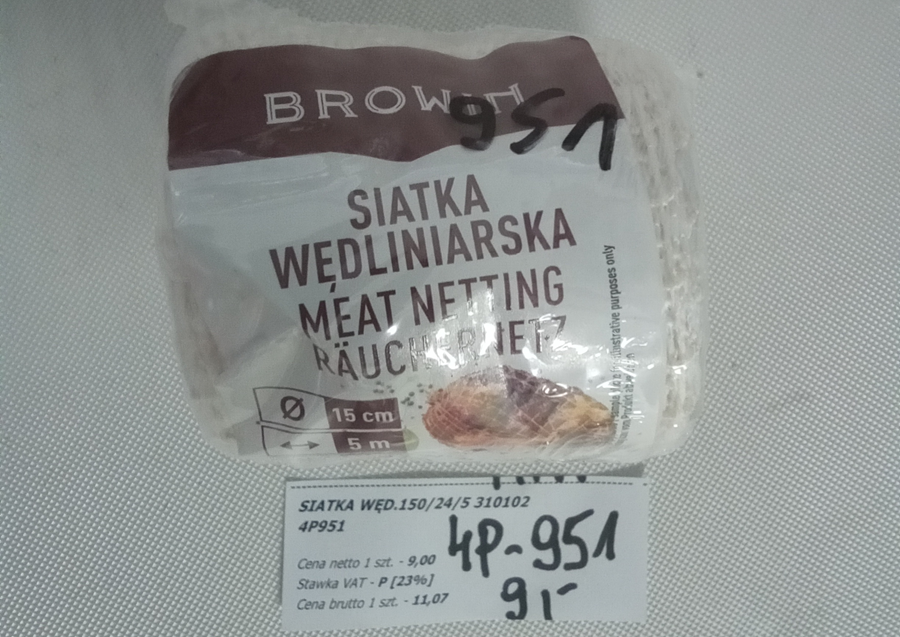 BROWIN
951
SIATKA
WĘDLINIARSKA
MEAT NETTING
RÄUCHERNETZ
Ø 15 cm
↔ 5 m
SIATKA WĘD.150/24/5 310102
4P951
4P-951
Cena netto 1 szt. - 9,00
Stawka VAT - P [23%]
Cena brutto 1 szt. - 11,07
9,-